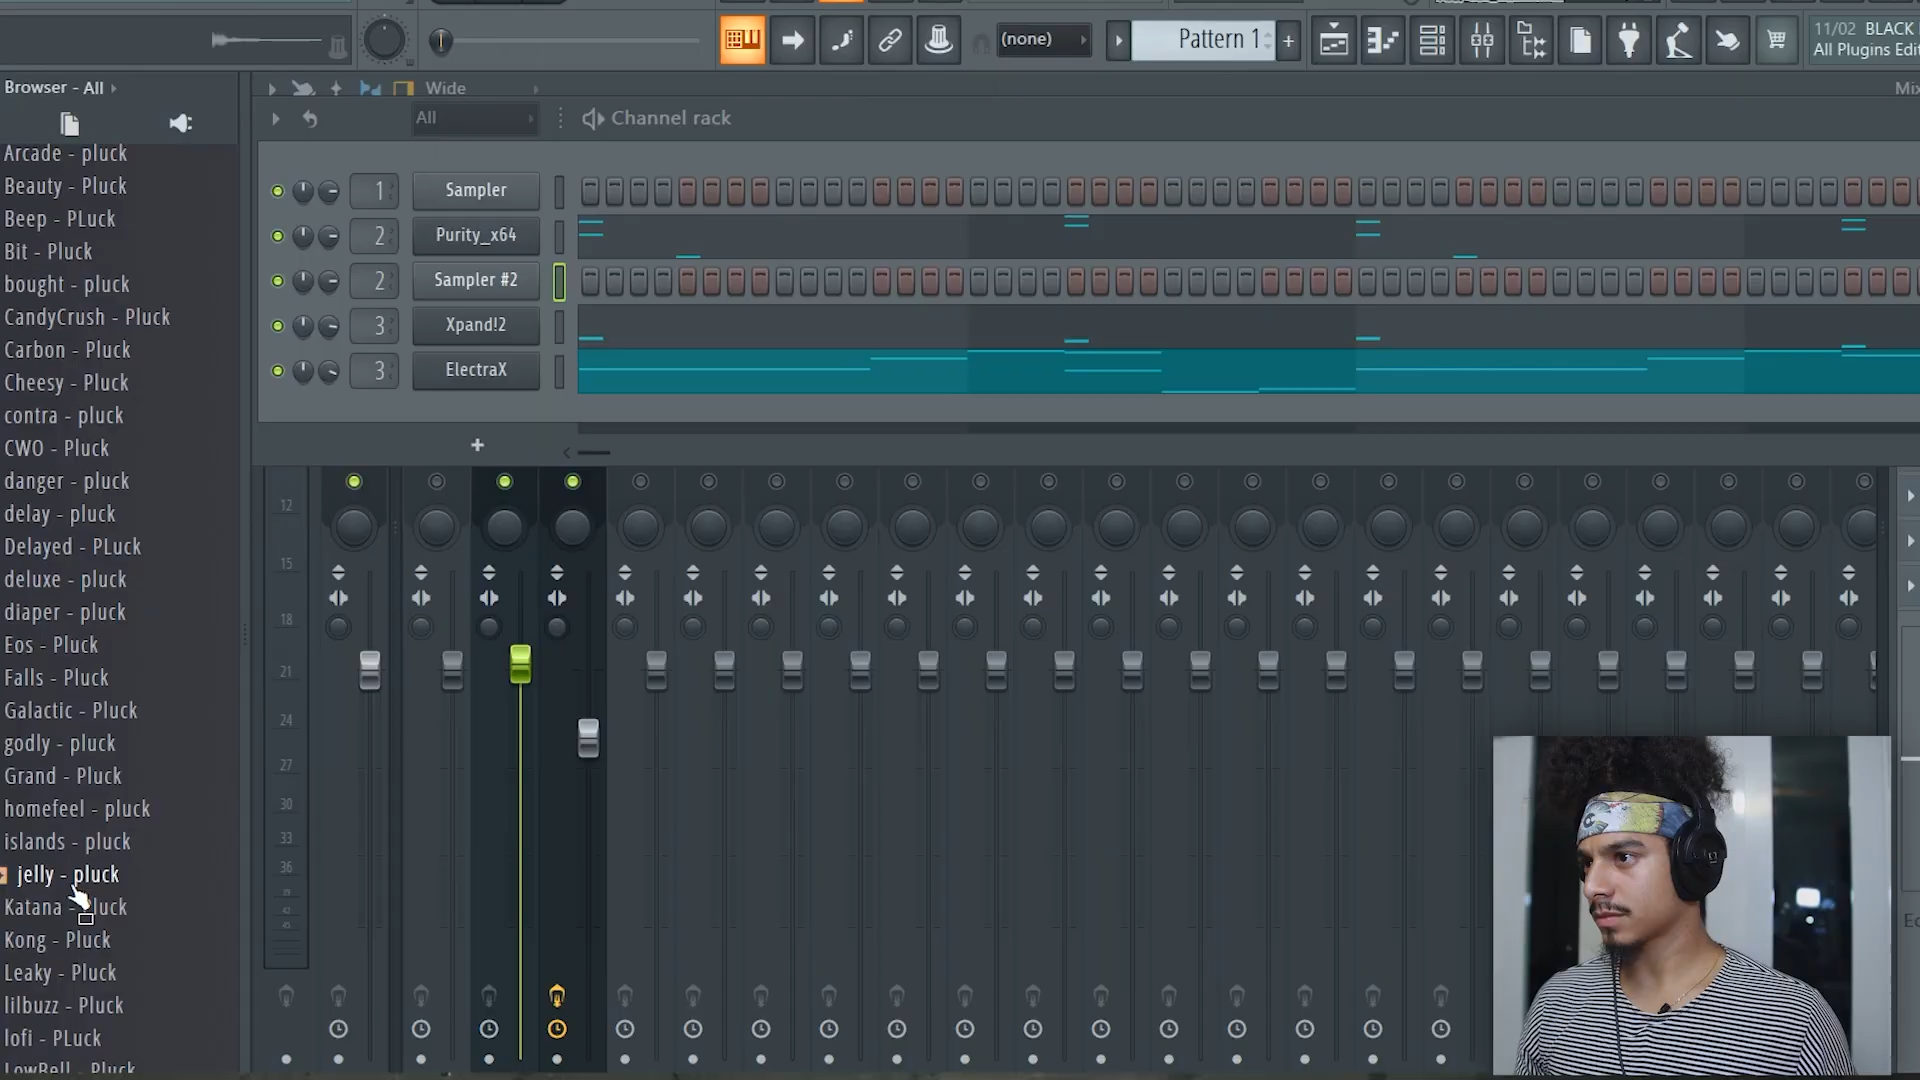 (none)
Pattern 1
+
11/02 BLACK
All Plugins Edit
Browser - All
Wide
All
Channel rack
Mix
Arcade - pluck
Beauty - Pluck
Beep - PLuck
Bit - Pluck
bought - pluck
CandyCrush - Pluck
Carbon - Pluck
Cheesy - Pluck
contra - pluck
CWO - Pluck
danger - pluck
delay - pluck
Delayed - PLuck
deluxe - pluck
diaper - pluck
Eos - Pluck
Falls - Pluck
Galactic - Pluck
godly - pluck
Grand - Pluck
homefeel - pluck
islands - pluck
jelly - pluck
Katana - Pluck
Kong - Pluck
Leaky - Pluck
lilbuzz - Pluck
lofi - PLuck
LowBell - Pluck
1 Sampler
2 Purity_x64
2 Sampler #2
3 Xpand!2
3 ElectraX
+
12
15
18
21
24
27
30
33
36
39
42
45